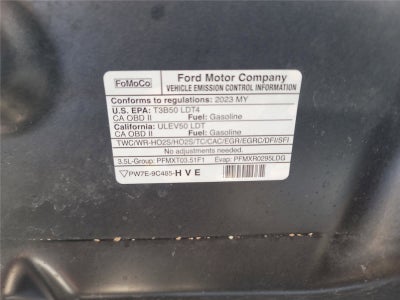 FoMoCo
Ford Motor Company
VEHICLE EMISSION CONTROL INFORMATION
Conforms to regulations: 2023 MY
U.S. EPA: T3B50 LDT4
CA OBD II Fuel: Gasoline
California: ULEV50 LDT
CA OBD II Fuel: Gasoline
TWC/WR-HO2S/HO2S/TC/CAC/EGR/EGRC/DFI/SFI
No adjustments needed.
3.5L-Group: PFMXT03.51F1 Evap: PFMXR0295LDG
PW7E-9C485-HVE